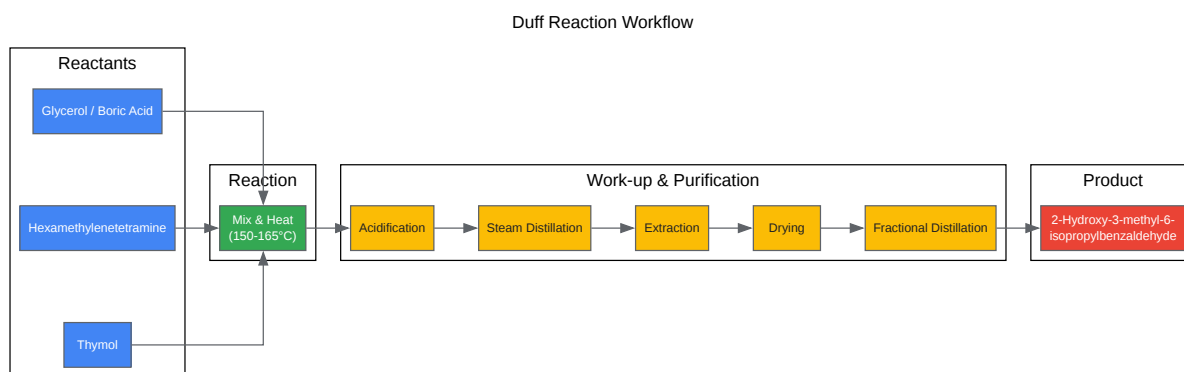 Duff Reaction Workflow
Reactants
Glycerol / Boric Acid
Hexamethylenetetramine
Thymol
Reaction
Mix & Heat
(150-165°C)
Work-up & Purification
Acidification
Steam Distillation
Extraction
Drying
Fractional Distillation
Product
2-Hydroxy-3-methyl-6-
isopropylbenzaldehyde